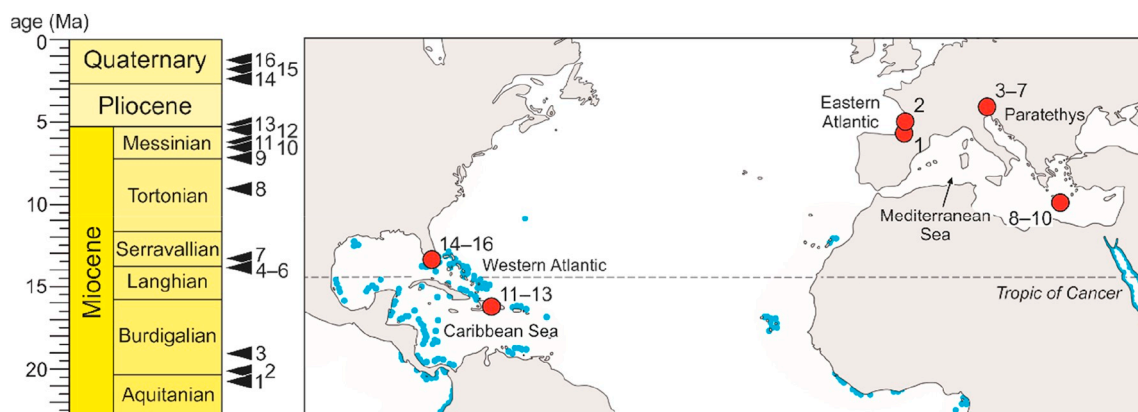 age (Ma)
0
5
10
15
20
Quaternary
Pliocene
Miocene
Messinian
Tortonian
Serravallian
Langhian
Burdigalian
Aquitanian
16
15
14
13
12
11
10
9
8
7
4–6
3
2
1
Eastern
Atlantic
2
1
3–7
Paratethys
Mediterranean
Sea
8–10
14–16
Western Atlantic
11–13
Caribbean Sea
Tropic of Cancer